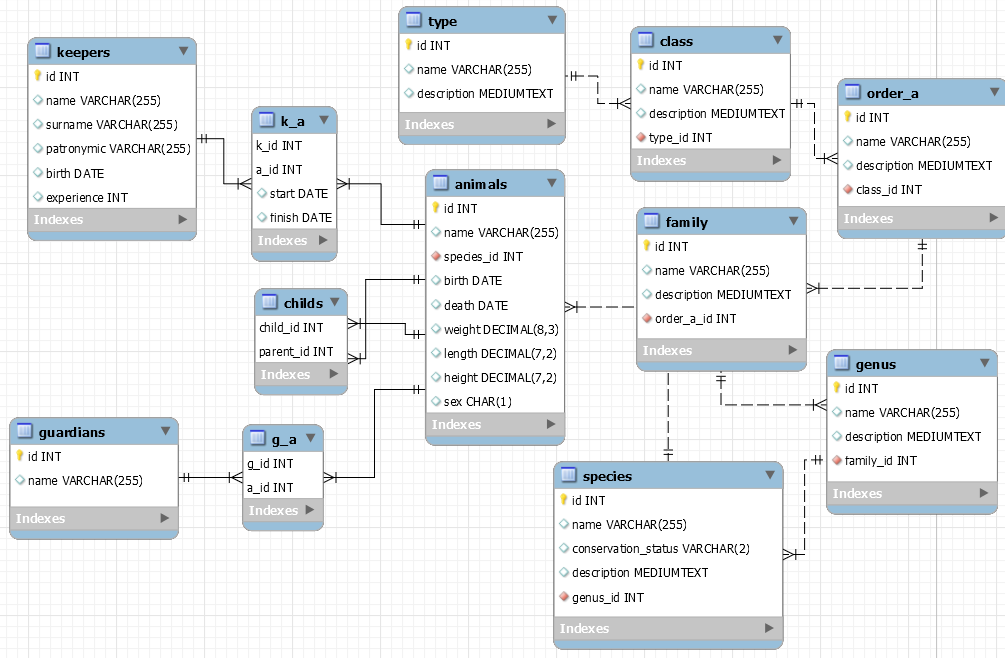 keepers
id INT
name VARCHAR(255)
surname VARCHAR(255)
patronymic VARCHAR(255)
birth DATE
experience INT
Indexes
k_a
k_id INT
a_id INT
start DATE
finish DATE
Indexes
type
id INT
name VARCHAR(255)
description MEDIUMTEXT
Indexes
class
id INT
name VARCHAR(255)
description MEDIUMTEXT
type_id INT
Indexes
order_a
id INT
name VARCHAR(255)
description MEDIUMTEXT
class_id INT
Indexes
animals
id INT
name VARCHAR(255)
species_id INT
birth DATE
death DATE
weight DECIMAL(8,3)
length DECIMAL(7,2)
height DECIMAL(7,2)
sex CHAR(1)
Indexes
family
id INT
name VARCHAR(255)
description MEDIUMTEXT
order_a_id INT
Indexes
childs
child_id INT
parent_id INT
Indexes
genus
id INT
name VARCHAR(255)
description MEDIUMTEXT
family_id INT
Indexes
guardians
id INT
name VARCHAR(255)
Indexes
g_a
g_id INT
a_id INT
Indexes
species
id INT
name VARCHAR(255)
conservation_status VARCHAR(2)
description MEDIUMTEXT
genus_id INT
Indexes